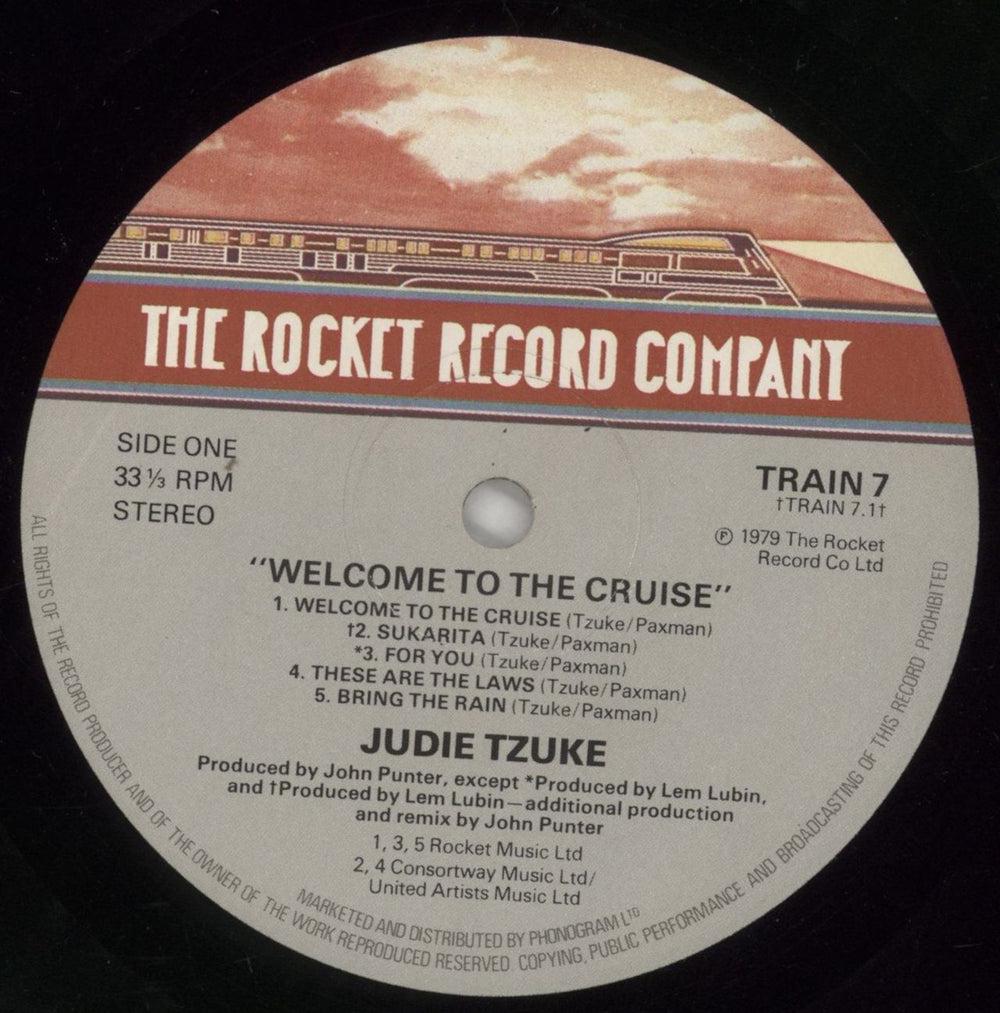 THE ROCKET RECORD COMPANY
SIDE ONE
33 ⅓ RPM
STEREO
TRAIN 7
†TRAIN 7.1†
Ⓟ 1979 The Rocket
Record Co Ltd
"WELCOME TO THE CRUISE"
1. WELCOME TO THE CRUISE (Tzuke/Paxman)
†2. SUKARITA (Tzuke/Paxman)
*3. FOR YOU (Tzuke/Paxman)
4. THESE ARE THE LAWS (Tzuke/Paxman)
5. BRING THE RAIN (Tzuke/Paxman)
JUDIE TZUKE
Produced by John Punter, except *Produced by Lem Lubin,
and †Produced by Lem Lubin—additional production
and remix by John Punter
1, 3, 5 Rocket Music Ltd
2, 4 Consortway Music Ltd/
United Artists Music Ltd
MARKETED AND DISTRIBUTED BY PHONOGRAM LTD
ALL RIGHTS OF THE RECORD PRODUCER AND OF THE OWNER OF THE WORK REPRODUCED RESERVED. COPYING, PUBLIC PERFORMANCE AND BROADCASTING OF THIS RECORD PROHIBITED